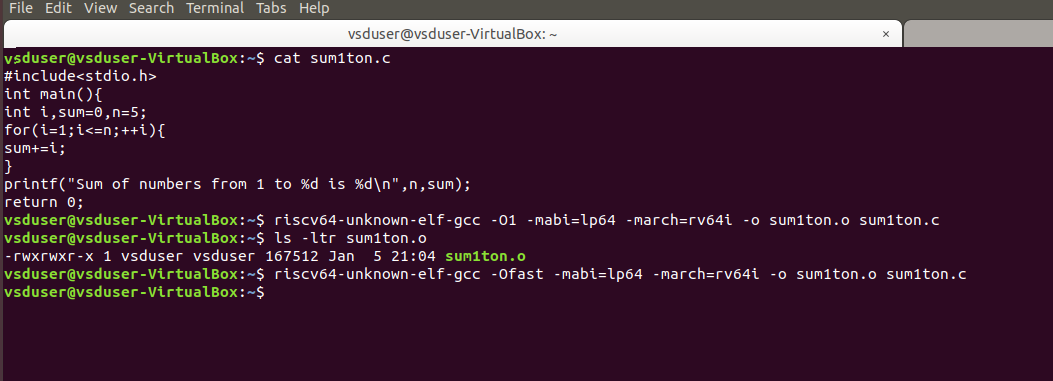 File Edit View Search Terminal Tabs Help
vsduser@vsduser-VirtualBox: ~ ×
vsduser@vsduser-VirtualBox:~$ cat sum1ton.c
#include<stdio.h>
int main(){
int i,sum=0,n=5;
for(i=1;i<=n;++i){
sum+=i;
}
printf("Sum of numbers from 1 to %d is %d\n",n,sum);
return 0;
vsduser@vsduser-VirtualBox:~$ riscv64-unknown-elf-gcc -O1 -mabi=lp64 -march=rv64i -o sum1ton.o sum1ton.c
vsduser@vsduser-VirtualBox:~$ ls -ltr sum1ton.o
-rwxrwxr-x 1 vsduser vsduser 167512 Jan  5 21:04 sum1ton.o
vsduser@vsduser-VirtualBox:~$ riscv64-unknown-elf-gcc -Ofast -mabi=lp64 -march=rv64i -o sum1ton.o sum1ton.c
vsduser@vsduser-VirtualBox:~$